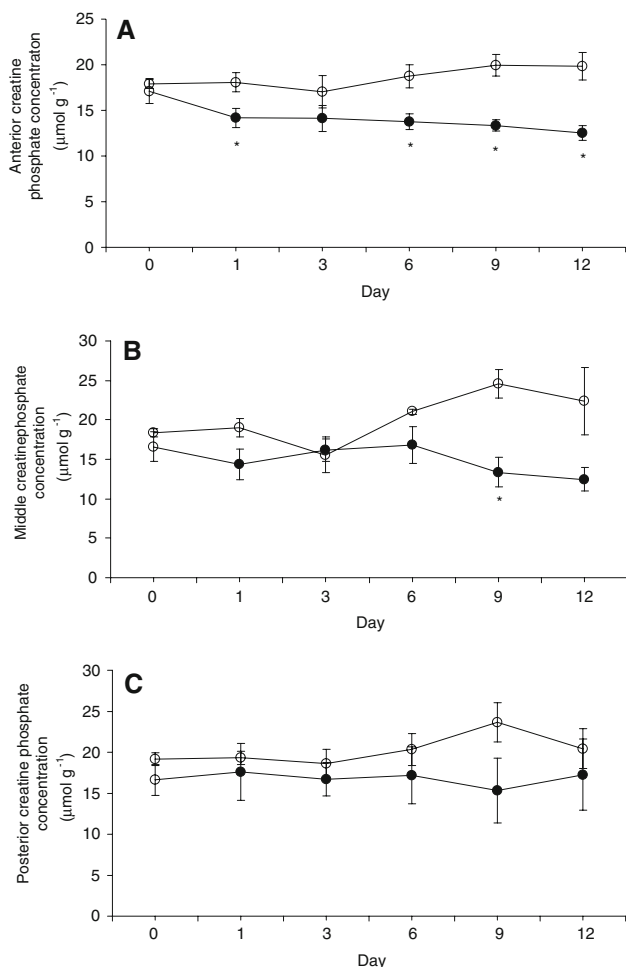 A
Anterior creatine
phosphate concentraton
(μmol g⁻¹)
25
20
15
10
5
0
* * * *
0 1 3 6 9 12
Day
B
Middle creatinephosphate
concentration
(μmol g⁻¹)
30
25
20
15
10
5
0
*
0 1 3 6 9 12
Day
C
Posterior creatine phosphate
concentration
(μmol g⁻¹)
30
25
20
15
10
5
0
0 1 3 6 9 12
Day